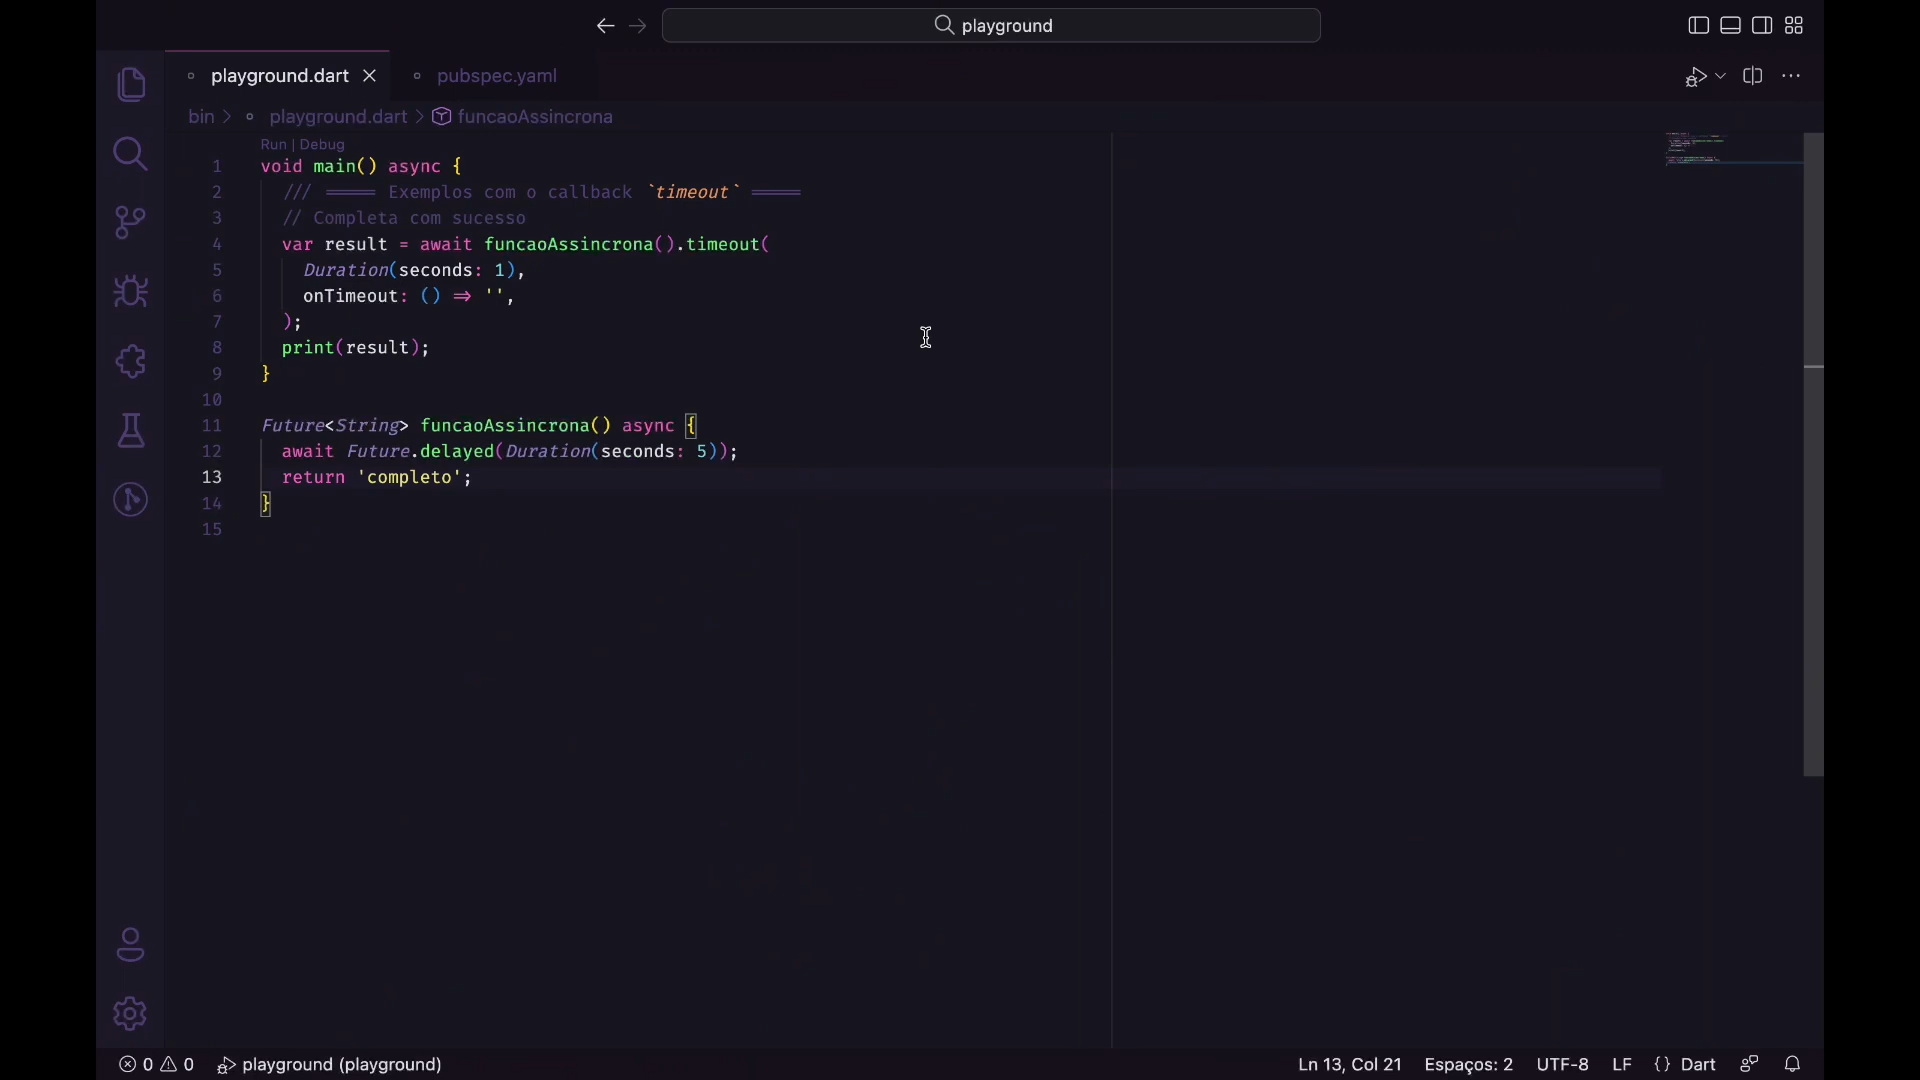 playground
playground.dart
pubspec.yaml
bin > playground.dart > funcaoAssincrona
Run | Debug
1 void main() async {
2 /// ===== Exemplos com o callback `timeout` =====
3 // Completa com sucesso
4 var result = await funcaoAssincrona().timeout(
5 Duration(seconds: 1),
6 onTimeout: () => '',
7 );
8 print(result);
9 }
10
11 Future<String> funcaoAssincrona() async {
12 await Future.delayed(Duration(seconds: 5));
13 return 'completo';
14 }
15
0 0 playground (playground) Ln 13, Col 21 Espaços: 2 UTF-8 LF {} Dart